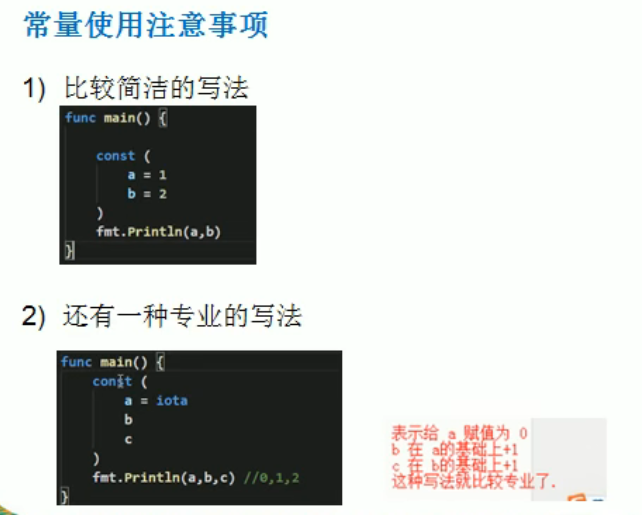 常量使用注意事项
1) 比较简洁的写法
func main() {
const (
a = 1
b = 2
)
fmt.Println(a,b)
}
2) 还有一种专业的写法
func main() {
const (
a = iota
b
c
)
fmt.Println(a,b,c) //0,1,2
}
表示给 a 赋值为 0
b 在 a的基础上+1
c 在 b的基础上+1
这种写法就比较专业了.